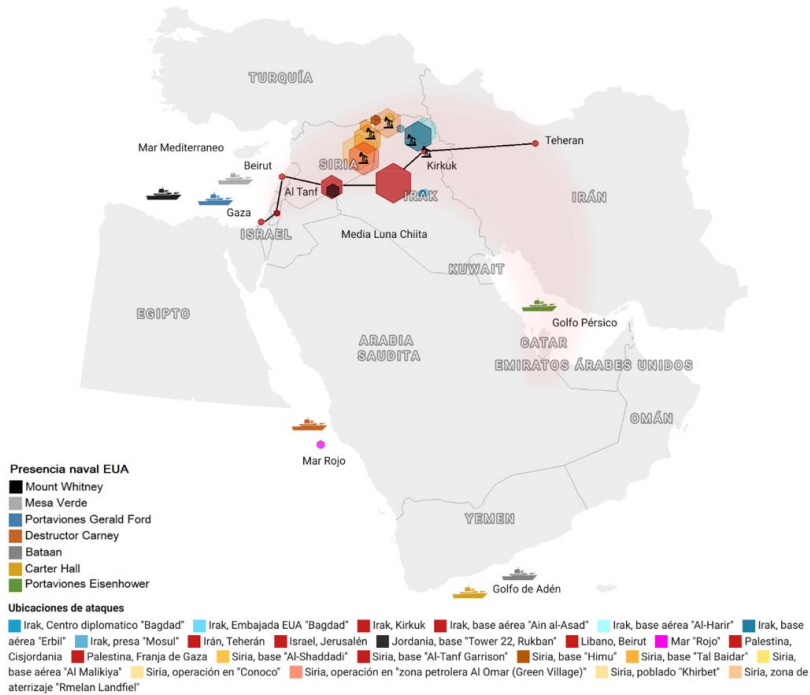 TURQUÍA
Mar Mediterraneo
Beirut
Teheran
SIRIA
Kirkuk
Al Tanf
IRAK
IRÁN
Gaza
ISRAEL
Media Luna Chiita
KUWAIT
EGIPTO
Golfo Pérsico
ARABIA
SAUDITA
CATAR
EMIRATOS ÁRABES UNIDOS
OMÁN
Mar Rojo
YEMEN
Golfo de Adén
Presencia naval EUA
Mount Whitney
Mesa Verde
Portaviones Gerald Ford
Destructor Carney
Bataan
Carter Hall
Portaviones Eisenhower
Ubicaciones de ataques
Irak, Centro diplomatico "Bagdad" Irak, Embajada EUA "Bagdad" Irak, Kirkuk Irak, base aérea "Ain al-Asad" Irak, base aérea "Al-Harir" Irak, base
aérea "Erbil" Irak, presa "Mosul" Irán, Teherán Israel, Jerusalén Jordania, base "Tower 22, Rukban" Líbano, Beirut Mar "Rojo" Palestina,
Cisjordania Palestina, Franja de Gaza Siria, base "Al-Shaddadi" Siria, base "Al-Tanf Garrison" Siria, base "Himu" Siria, base "Tal Baidar" Siria,
base aérea "Al Malikiya" Siria, operación en "Conoco" Siria, operación en "zona petrolera Al Omar (Green Village)" Siria, poblado "Khirbet" Siria, zona de
aterrizaje "Rmelan Landfiel"